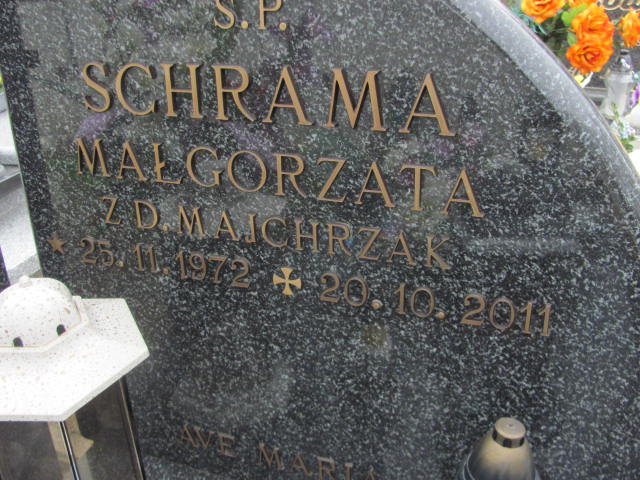 Ś.P.
SCHRAMA
MAŁGORZATA
Z D. MAJCHRZAK
25.11.1972 20.10.2011
AVE MARIA